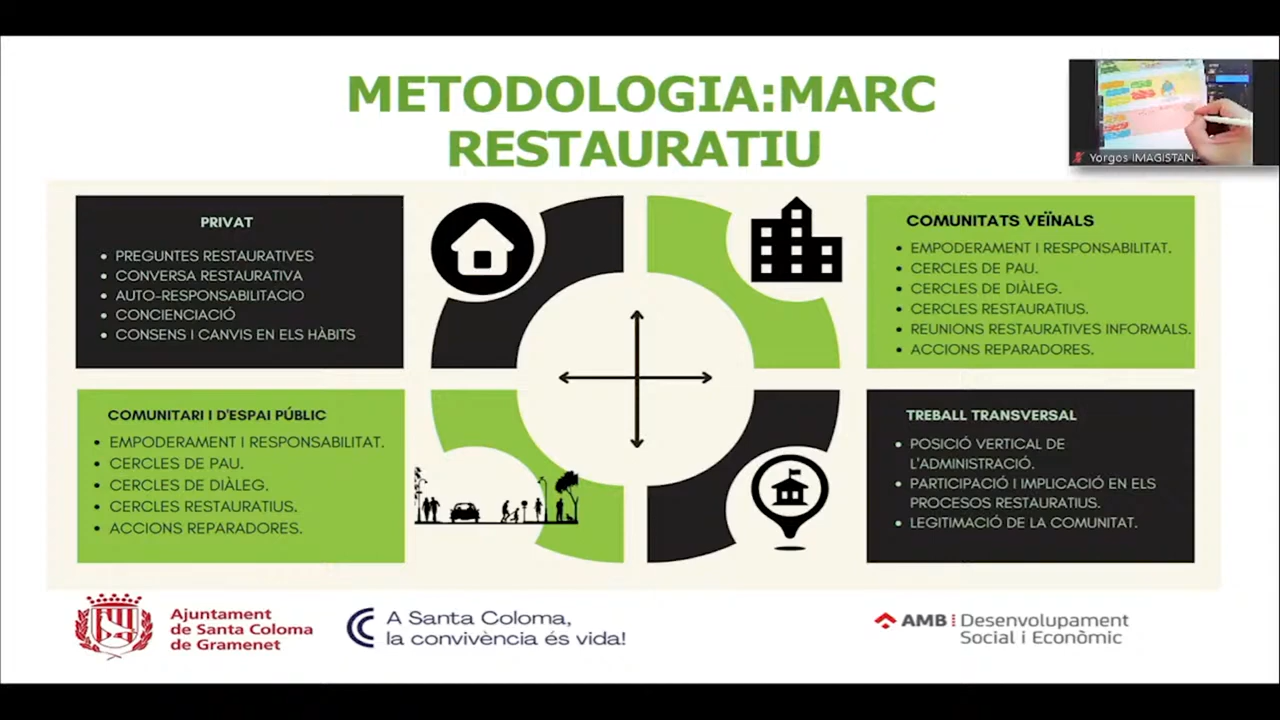 METODOLOGIA:MARC
RESTAURATIU
Yorgos IMAGISTAN
PRIVAT
• PREGUNTES RESTAURATIVES
• CONVERSA RESTAURATIVA
• AUTO-RESPONSABILITACIO
• CONCIENCIACIÓ
• CONSENS I CANVIS EN ELS HÀBITS
COMUNITATS VEÏNALS
• EMPODERAMENT I RESPONSABILITAT.
• CERCLES DE PAU.
• CERCLES DE DIÀLEG.
• CERCLES RESTAURATIUS.
• REUNIONS RESTAURATIVES INFORMALS.
• ACCIONS REPARADORES.
COMUNITARI I D'ESPAI PÚBLIC
• EMPODERAMENT I RESPONSABILITAT.
• CERCLES DE PAU.
• CERCLES DE DIÀLEG.
• CERCLES RESTAURATIUS.
• ACCIONS REPARADORES.
TREBALL TRANSVERSAL
• POSICIÓ VERTICAL DE
L'ADMINISTRACIÓ.
• PARTICIPACIÓ I IMPLICACIÓ EN ELS
PROCESOS RESTAURATIUS.
• LEGITIMACIÓ DE LA COMUNITAT.
Ajuntament
de Santa Coloma
de Gramenet
A Santa Coloma,
la convivència és vida!
AMB Desenvolupament
Social i Econòmic